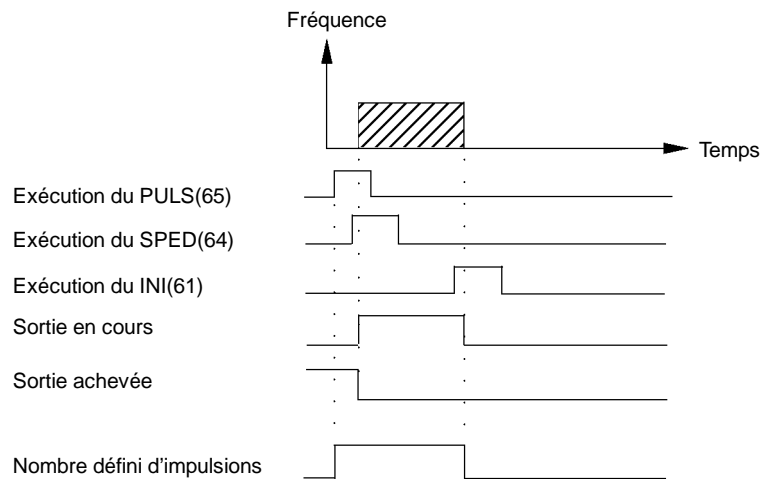 Fréquence
Temps
Exécution du PULS(65)
Exécution du SPED(64)
Exécution du INI(61)
Sortie en cours
Sortie achevée
Nombre défini d'impulsions